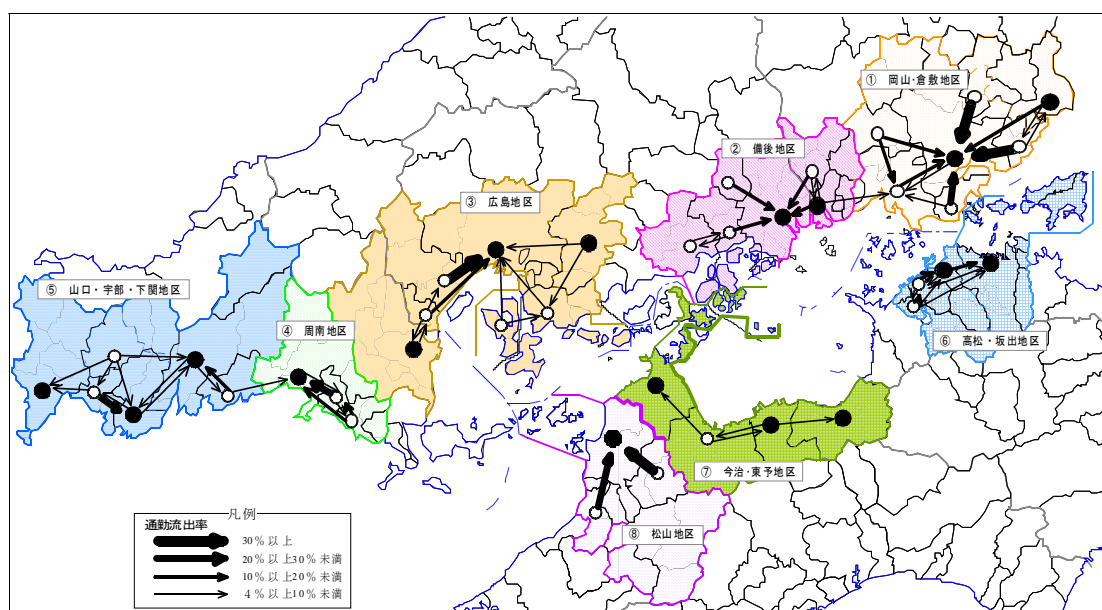 ① 岡山・倉敷地区
② 備後地区
③ 広島地区
⑤ 山口・宇部・下関地区
④ 周南地区
⑥ 高松・坂出地区
⑦ 今治・東予地区
⑧ 松山地区
凡例
通勤流出率
30%以上
20%以上30%未満
10%以上20%未満
4%以上10%未満